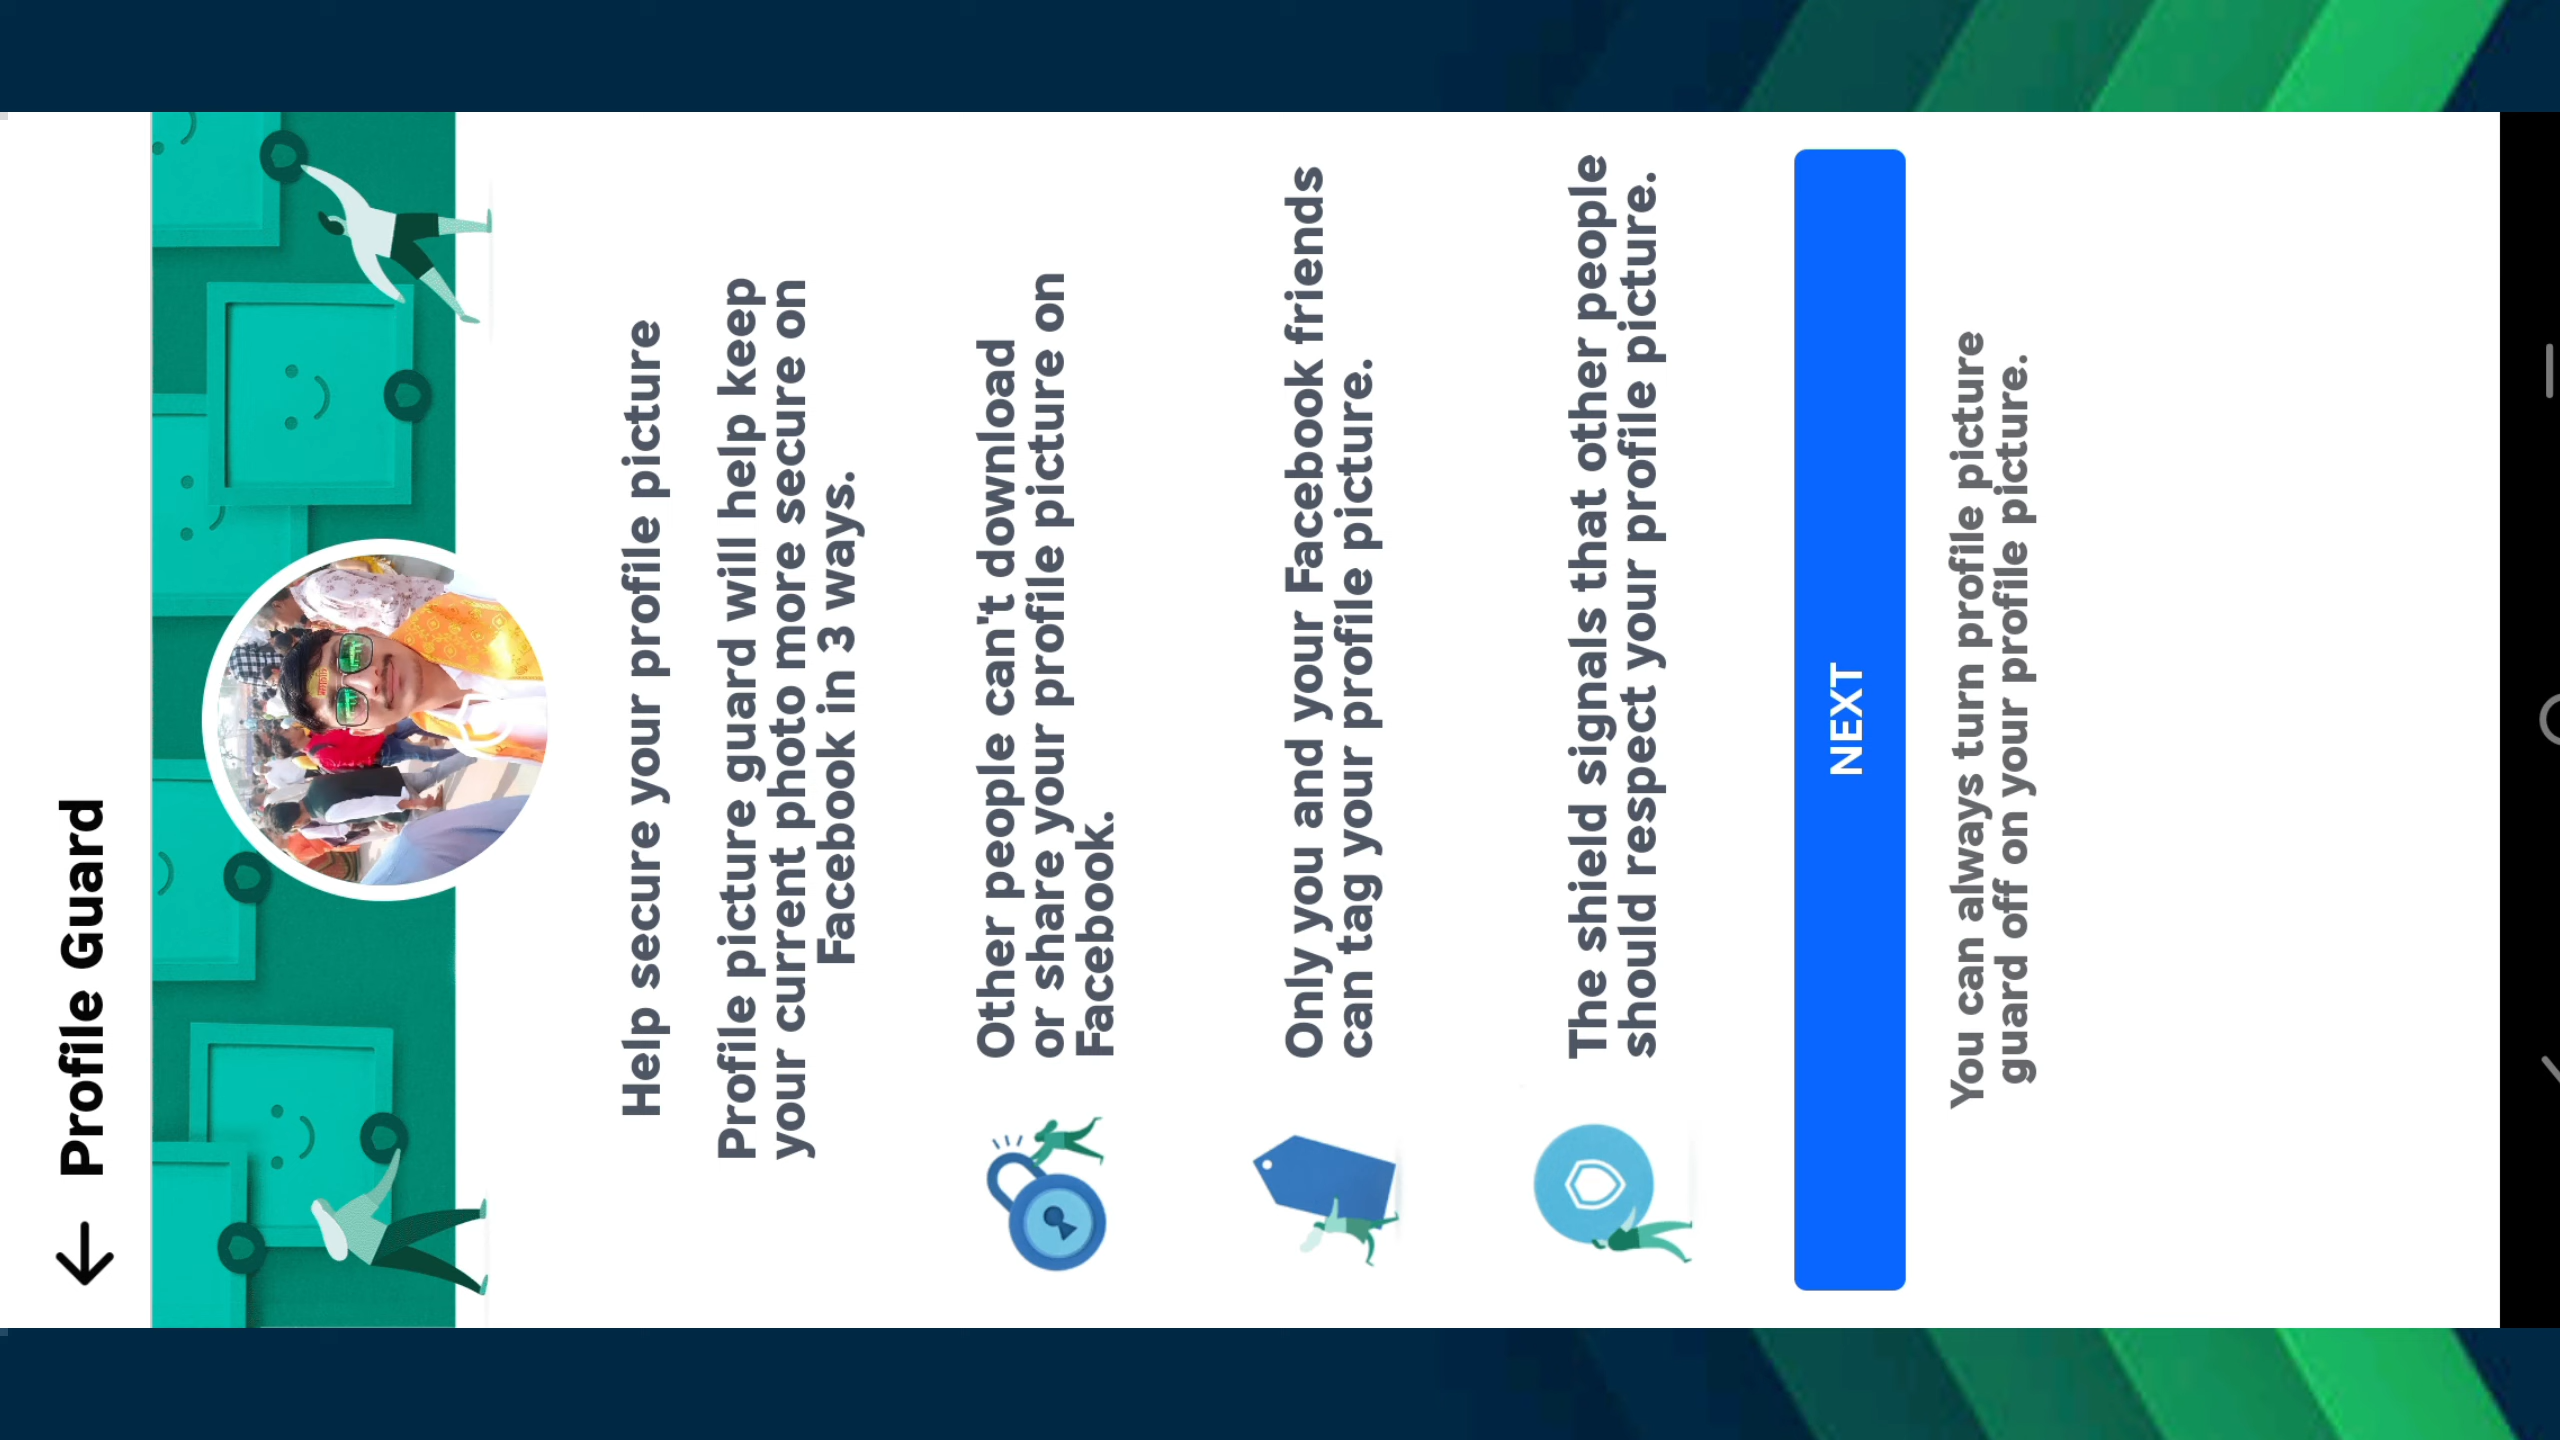 Profile Guard
Help secure your profile picture
Profile picture guard will help keep
your current photo more secure on
Facebook in 3 ways.
Other people can't download
or share your profile picture on
Facebook.
Only you and your Facebook friends
can tag your profile picture.
The shield signals that other people
should respect your profile picture.
NEXT
You can always turn profile picture
guard off on your profile picture.